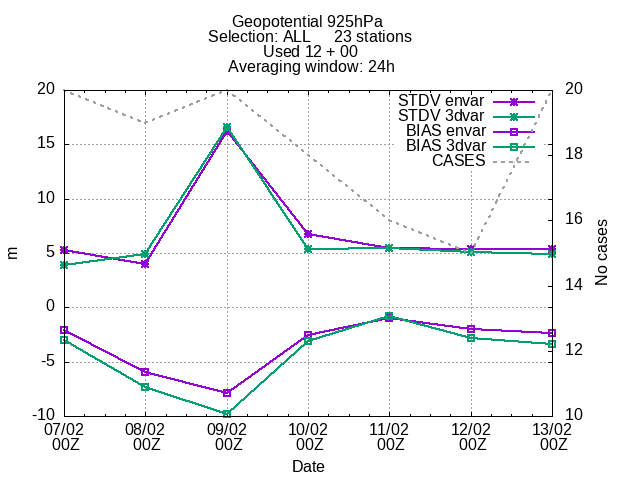 Geopotential 925hPa
Selection: ALL 23 stations
Used 12 + 00
Averaging window: 24h
STDV envar
STDV 3dvar
BIAS envar
BIAS 3dvar
CASES
20
15
10
5
0
-5
-10
m
20
18
16
14
12
10
No cases
07/02 08/02 09/02 10/02 11/02 12/02 13/02
00Z 00Z 00Z 00Z 00Z 00Z 00Z
Date